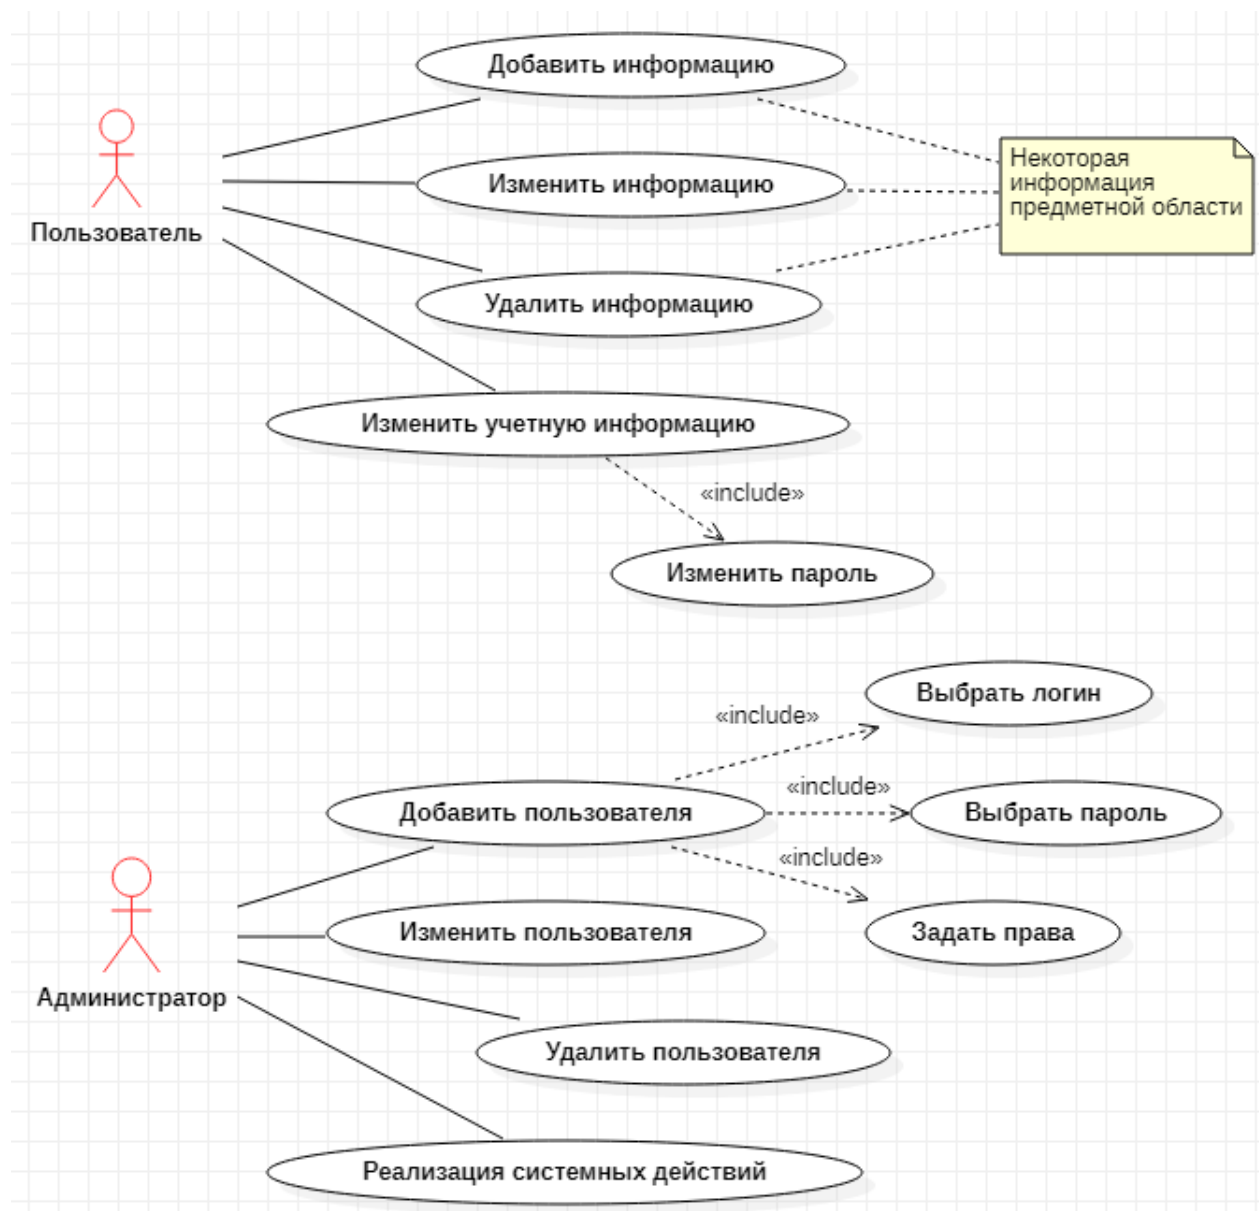 Добавить информацию
Некоторая
информация
предметной области
Изменить информацию
Пользователь
Удалить информацию
Изменить учетную информацию
«include»
Изменить пароль
Выбрать логин
«include»
«include»
Добавить пользователя
Выбрать пароль
«include»
Изменить пользователя
Задать права
Администратор
Удалить пользователя
Реализация системных действий